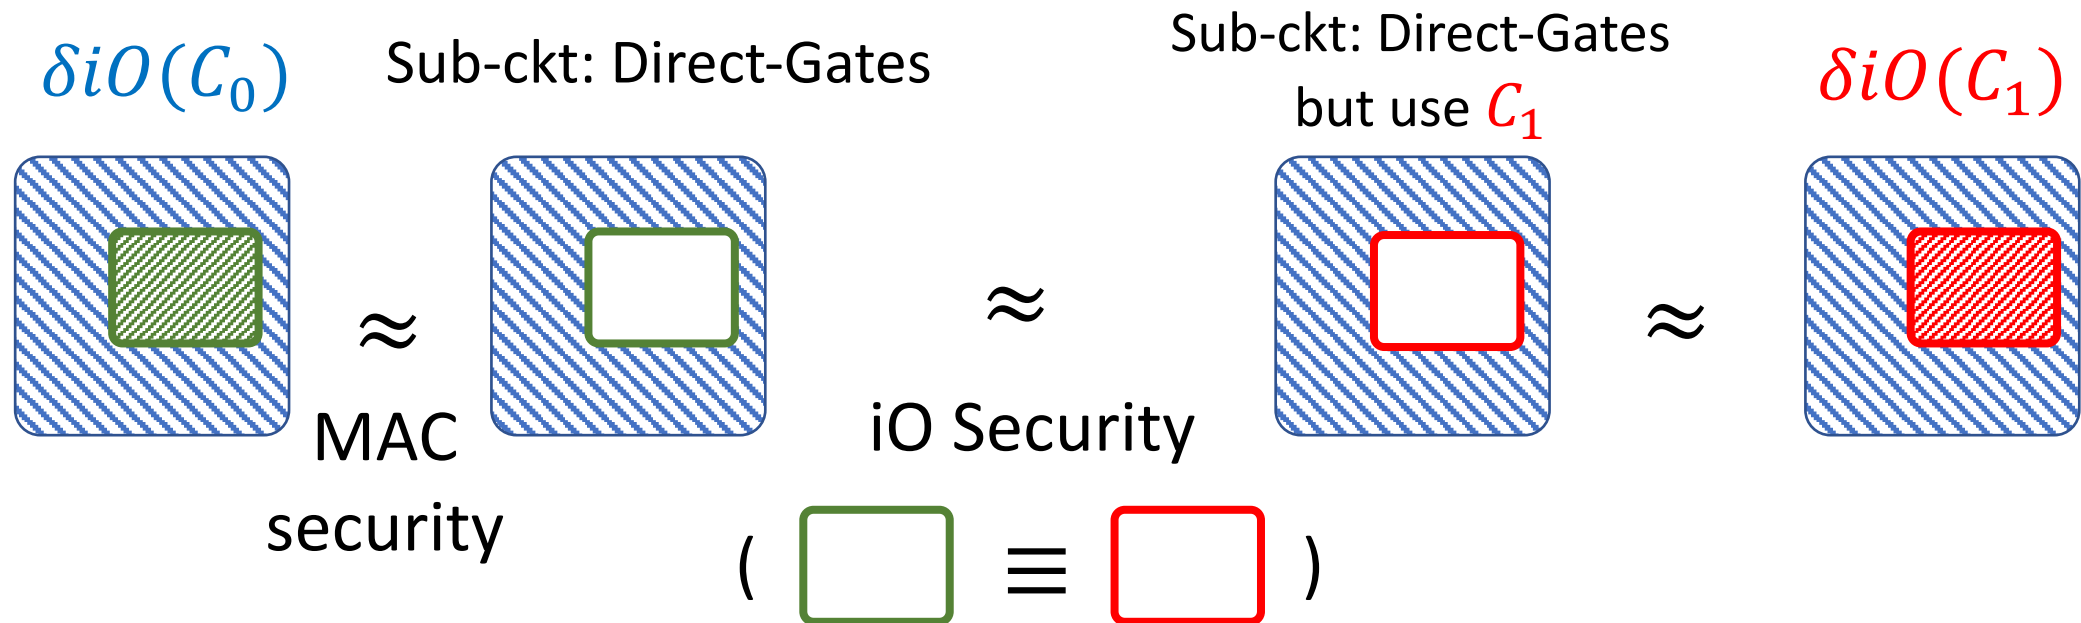 δiO(C₀)
Sub-ckt: Direct-Gates
Sub-ckt: Direct-Gates
but use C₁
δiO(C₁)
≈
≈
≈
MAC
security
iO Security
( ≡ )